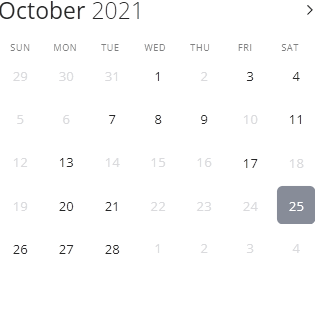 October 2021
SUN MON TUE WED THU FRI SAT
29 30 31 1 2 3 4
5 6 7 8 9 10 11
12 13 14 15 16 17 18
19 20 21 22 23 24 25
26 27 28 1 2 3 4